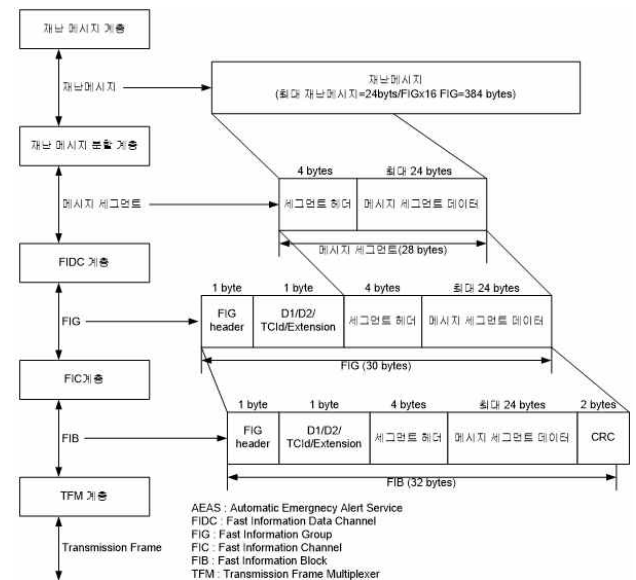 재난 메시지 계층
재난메시지
재난메시지
(최대 재난메시지=24byts/FIGx16 FIG=384 bytes)
재난 메시지 분할 계층
4 bytes
최대 24 bytes
메시지 세그먼트
세그먼트 헤더
메시지 세그먼트 데이터
메시지 세그먼트(28 bytes)
FIDC 계층
1 byte
1 byte
4 bytes
최대 24 bytes
FIG
FIG header
D1/D2/ TCId/Extension
세그먼트 헤더
메시지 세그먼트 데이터
FIG (30 bytes)
FIC계층
1 byte
1 byte
4 bytes
최대 24 bytes
2 bytes
FIB
FIG header
D1/D2/ TCId/Extension
세그먼트 헤더
메시지 세그먼트 데이터
CRC
FIB (32 bytes)
TFM 계층
Transmission Frame
AEAS : Automatic Emergnecy Alert Service
FIDC : Fast Information Data Channel
FIG : Fast Information Group
FIC : Fast Information Channel
FIB : Fast Information Block
TFM : Transmission Frame Multiplexer